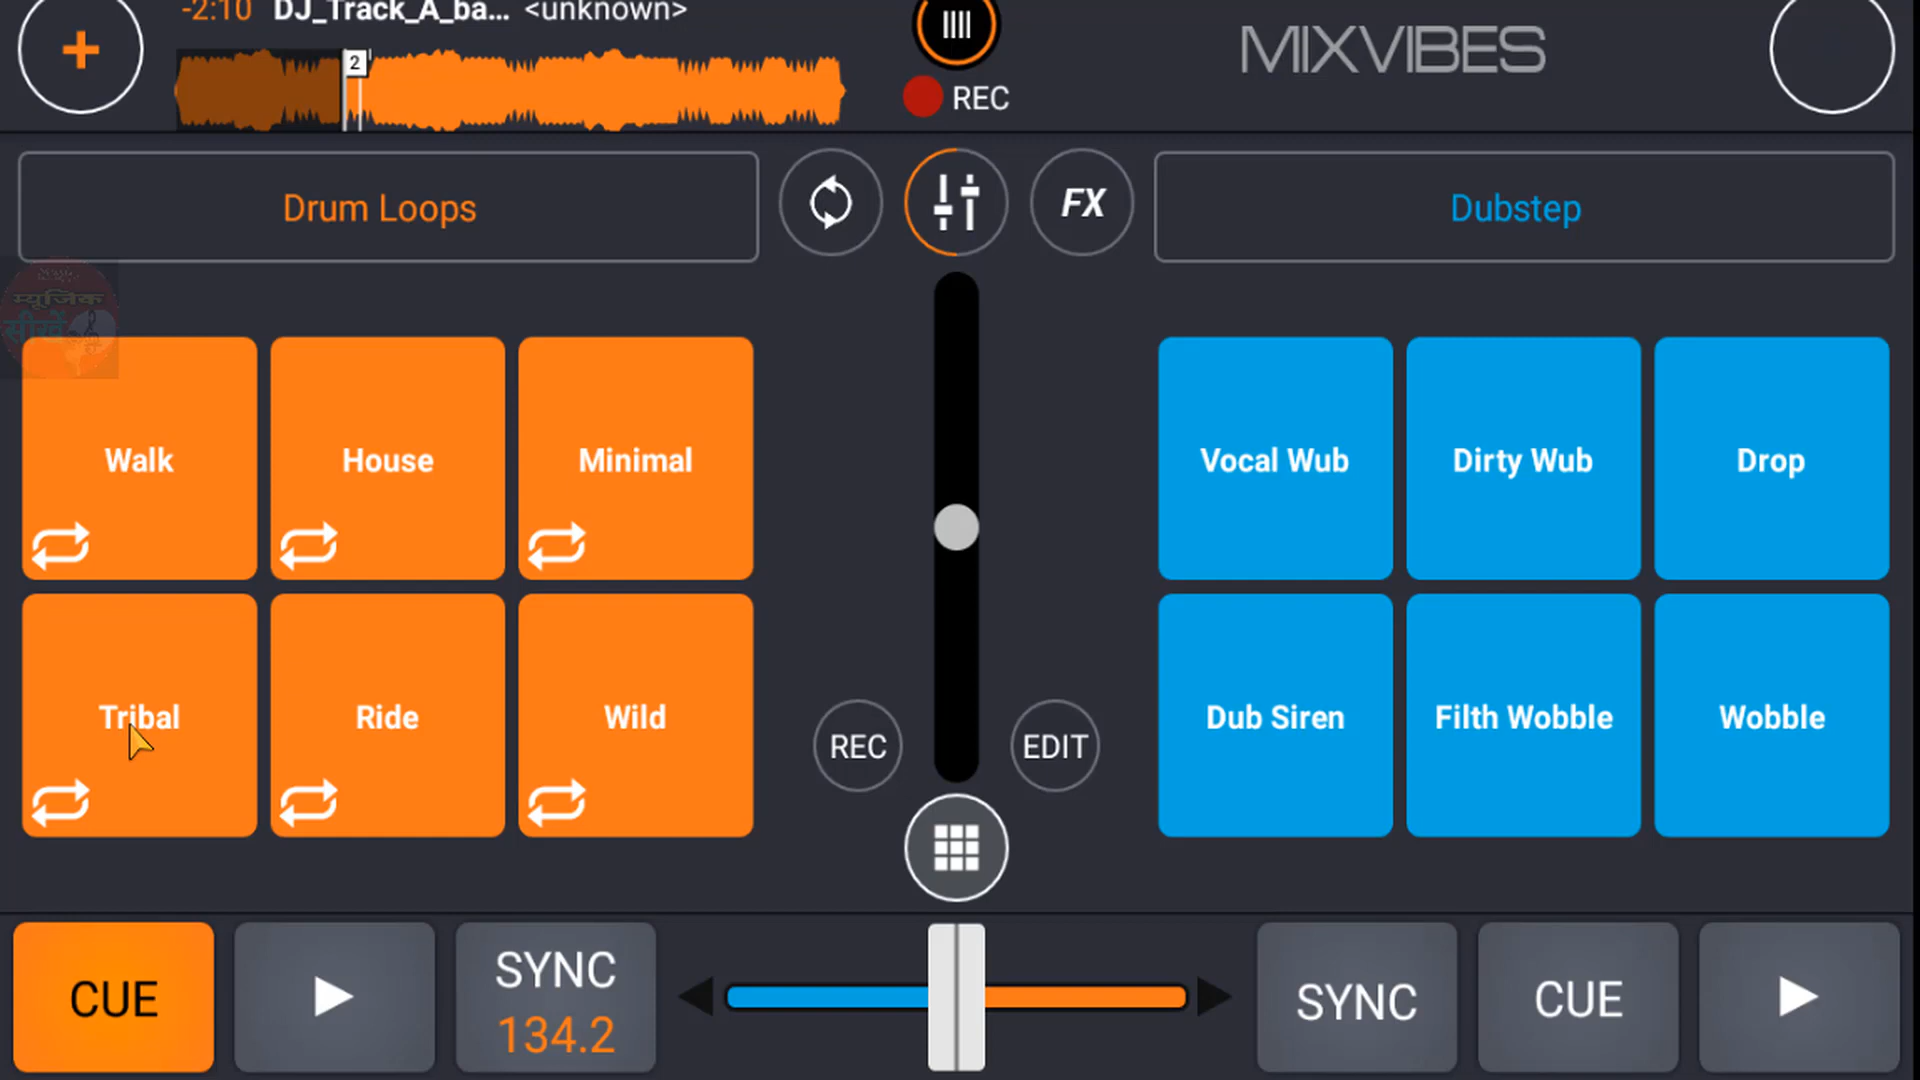 -2:10 DJ_Track_A_ba... <unknown>
2
REC
MIXVIBES
Drum Loops
FX
Dubstep
म्यूजिक
सीखें
Walk
House
Minimal
Vocal Wub
Dirty Wub
Drop
Tribal
Ride
Wild
REC
EDIT
Dub Siren
Filth Wobble
Wobble
CUE
SYNC
134.2
SYNC
CUE